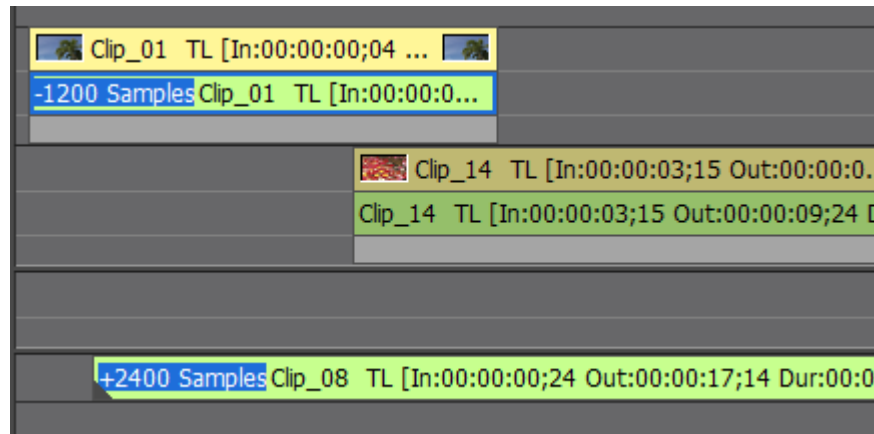 Clip_01 TL [In:00:00:00;04 ...
-1200 Samples Clip_01 TL [In:00:00:0...
Clip_14 TL [In:00:00:03;15 Out:00:00:0.
Clip_14 TL [In:00:00:03;15 Out:00:00:09;24
+2400 Samples Clip_08 TL [In:00:00:00;24 Out:00:00:17;14 Dur:00:0